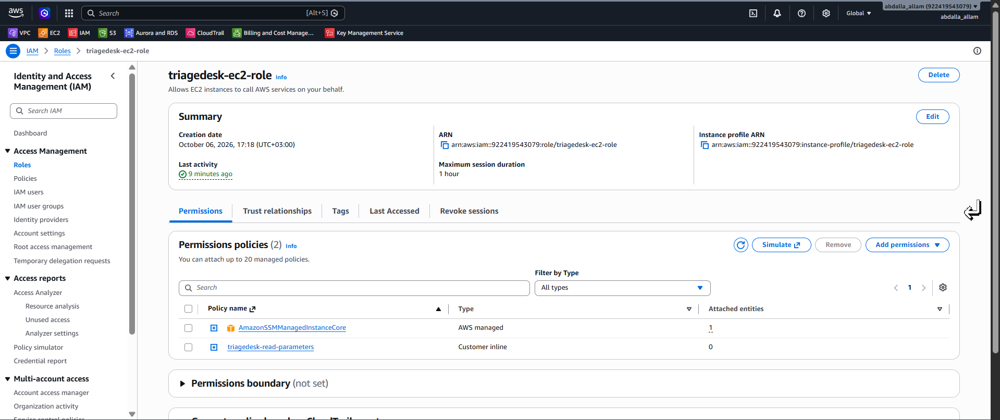 aws
Search
[Alt+S]
Global
abdalla_allam (922419543079)
abdalla_allam
VPC
EC2
IAM
S3
Aurora and RDS
CloudTrail
Billing and Cost Manage...
Key Management Service
IAM
Roles
triagedesk-ec2-role
Identity and Access Management (IAM)
Search IAM
Dashboard
Access Management
Roles
Policies
IAM users
IAM user groups
Identity providers
Account settings
Root access management
Temporary delegation requests
Access reports
Access Analyzer
Resource analysis
Unused access
Analyzer settings
Policy simulator
Credential report
Multi-account access
Account access manager
Organization activity
Service control policies
triagedesk-ec2-role Info
Delete
Allows EC2 instances to call AWS services on your behalf.
Summary
Edit
Creation date
October 06, 2026, 17:18 (UTC+03:00)
Last activity
9 minutes ago
ARN
arn:aws:iam::922419543079:role/triagedesk-ec2-role
Maximum session duration
1 hour
Instance profile ARN
arn:aws:iam::922419543079:instance-profile/triagedesk-ec2-role
Permissions
Trust relationships
Tags
Last Accessed
Revoke sessions
Permissions policies (2) Info
Simulate
Remove
Add permissions
You can attach up to 20 managed policies.
Filter by Type
Search
All types
1
Policy name
Type
Attached entities
AmazonSSMManagedInstanceCore
AWS managed
1
triagedesk-read-parameters
Customer inline
0
Permissions boundary (not set)